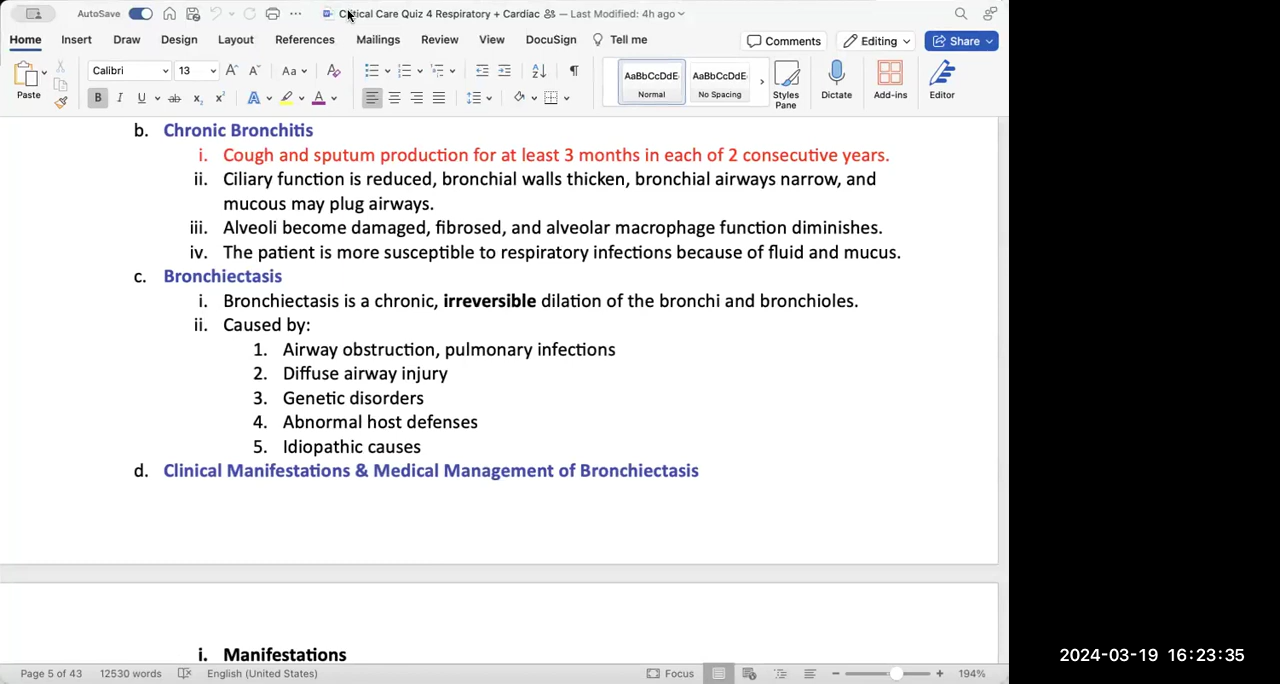 AutoSave
Critical Care Quiz 4 Respiratory + Cardiac — Last Modified: 4h ago
Home Insert Draw Design Layout References Mailings Review View DocuSign Tell me
Comments Editing Share
Paste
Calibri 13
B I U ab x₂ x²
AaBbCcDdE Normal
AaBbCcDdE No Spacing
Styles Pane
Dictate
Add-ins
Editor
b. Chronic Bronchitis
i. Cough and sputum production for at least 3 months in each of 2 consecutive years.
ii. Ciliary function is reduced, bronchial walls thicken, bronchial airways narrow, and
mucous may plug airways.
iii. Alveoli become damaged, fibrosed, and alveolar macrophage function diminishes.
iv. The patient is more susceptible to respiratory infections because of fluid and mucus.
c. Bronchiectasis
i. Bronchiectasis is a chronic, irreversible dilation of the bronchi and bronchioles.
ii. Caused by:
1. Airway obstruction, pulmonary infections
2. Diffuse airway injury
3. Genetic disorders
4. Abnormal host defenses
5. Idiopathic causes
d. Clinical Manifestations & Medical Management of Bronchiectasis
i. Manifestations
Page 5 of 43 12530 words English (United States) Focus 194%
2024-03-19 16:23:35